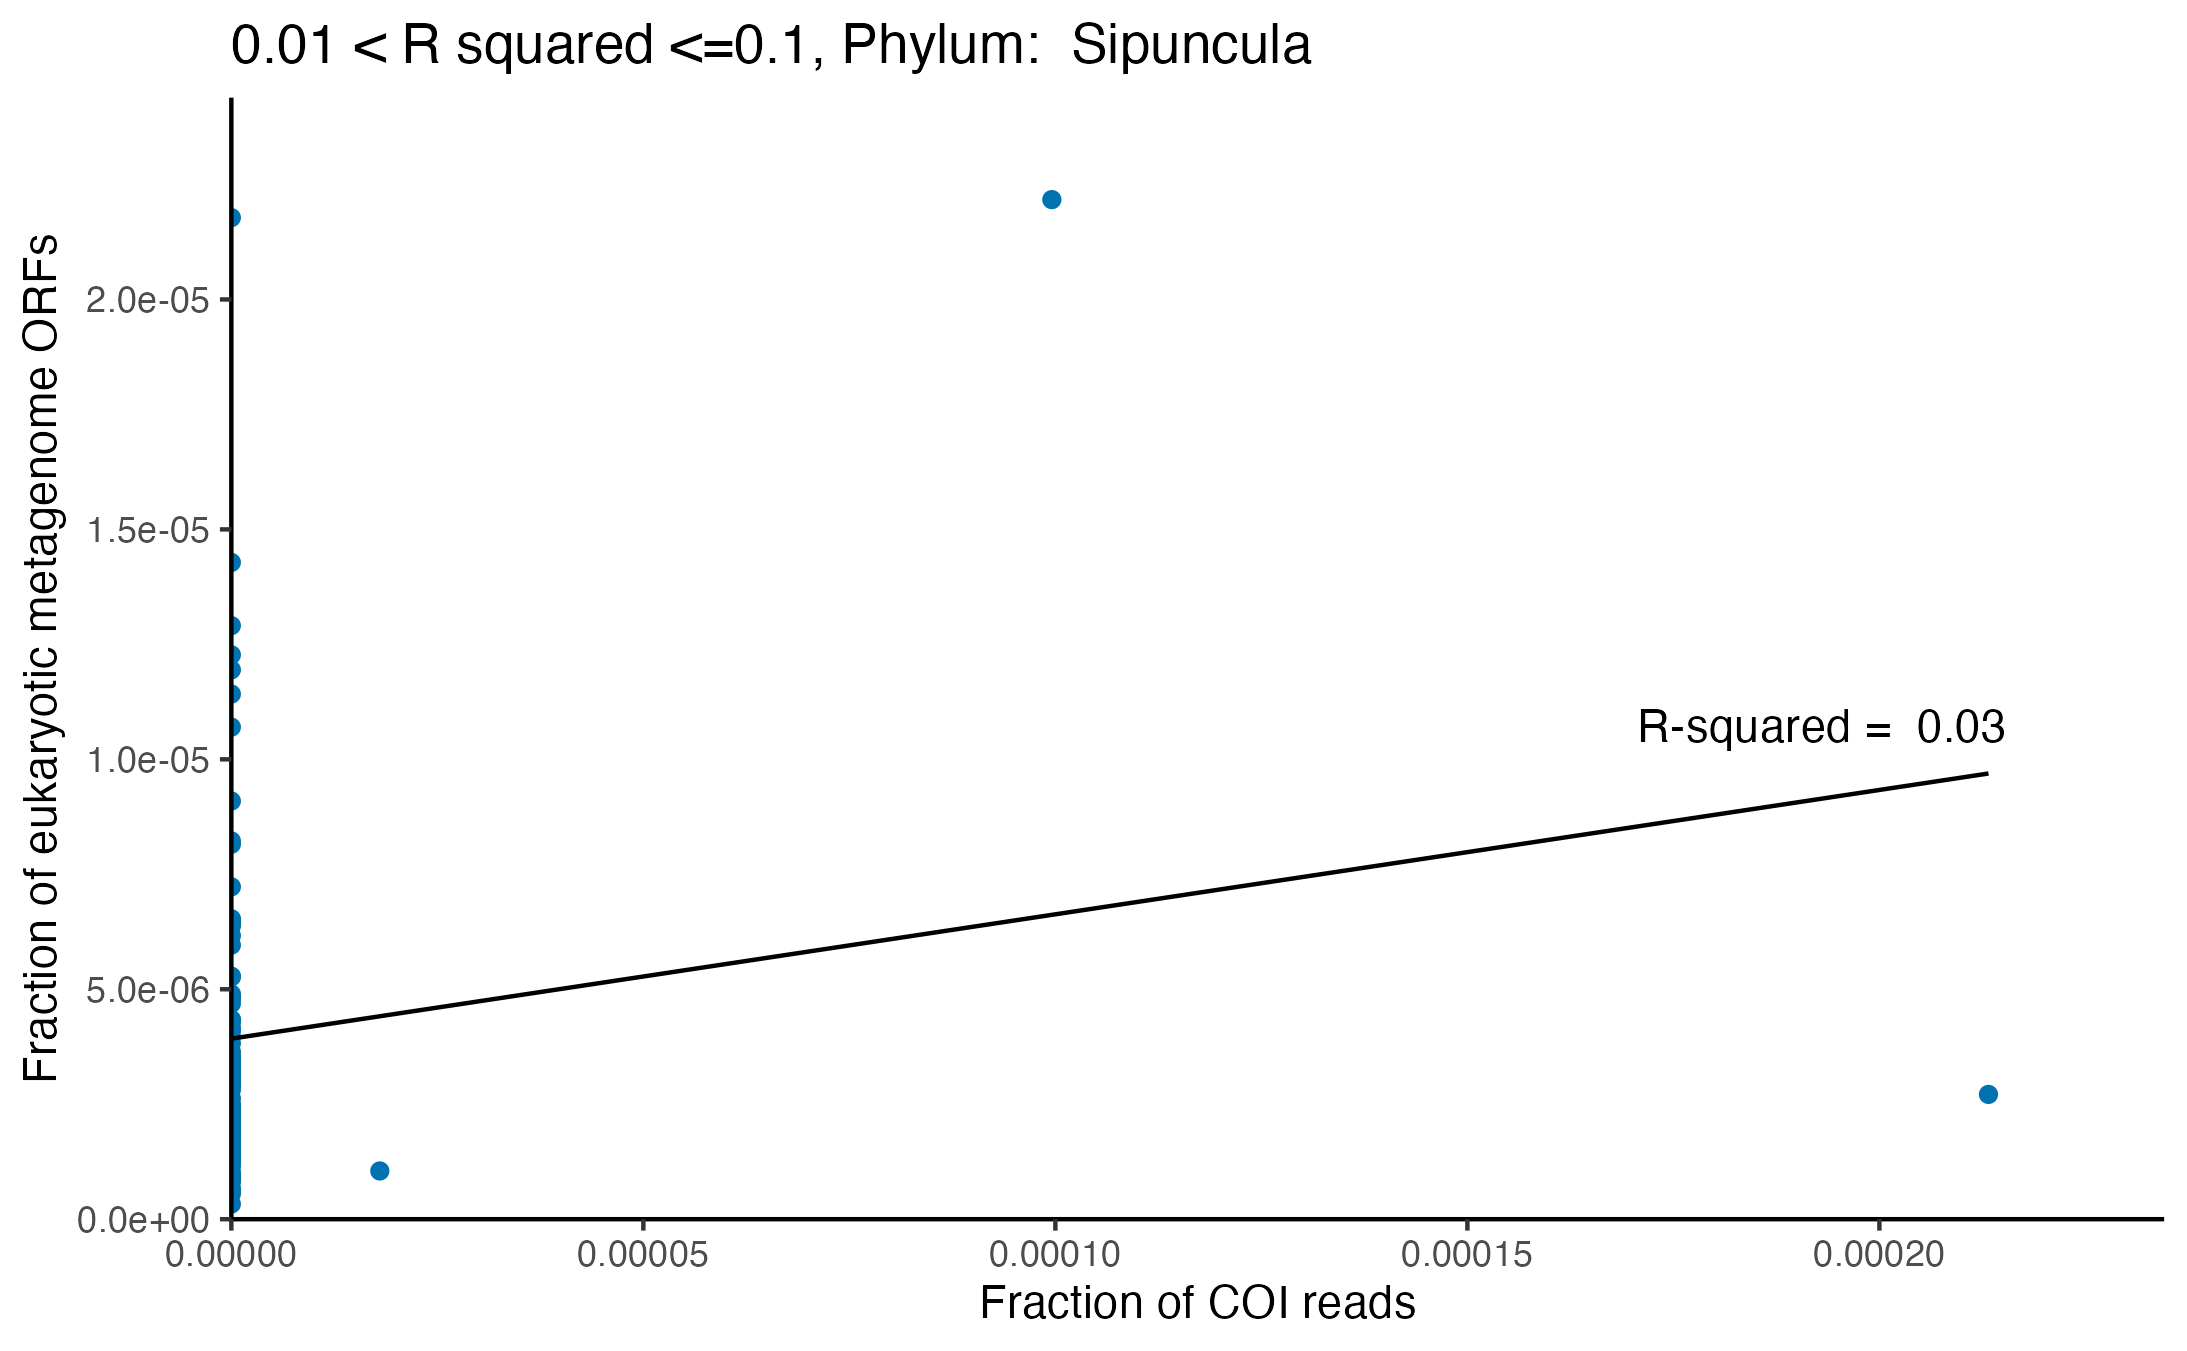 0.01 < R squared <=0.1, Phylum:  Sipuncula
Fraction of eukaryotic metagenome ORFs
2.0e-05
1.5e-05
1.0e-05
5.0e-06
0.0e+00
R-squared =  0.03
0.00000 0.00005 0.00010 0.00015 0.00020
Fraction of COI reads